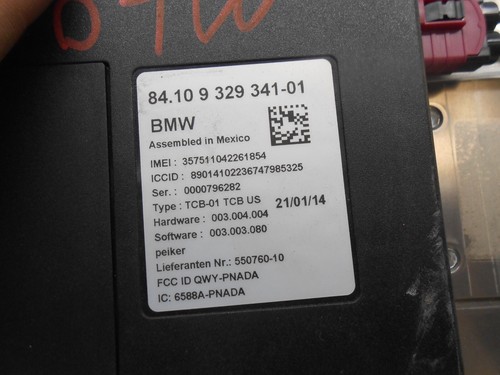 84.10 9 329 341-01
BMW
Assembled in Mexico
IMEI : 357511042261854
ICCID : 89014102236747985325
Ser. : 0000796282
Type : TCB-01 TCB US 21/01/14
Hardware : 003.004.004
Software : 003.003.080
peiker
Lieferanten Nr.: 550760-10
FCC ID QWY-PNADA
IC: 6588A-PNADA